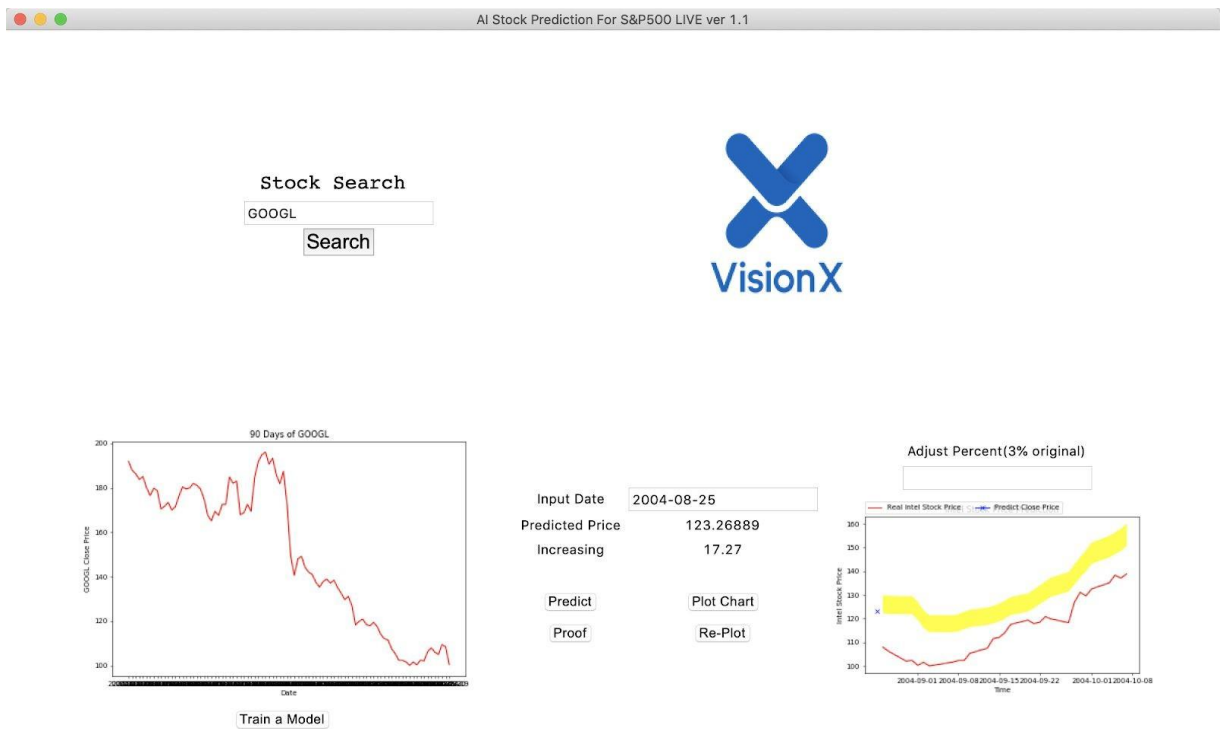 AI Stock Prediction For S&P500 LIVE ver 1.1
Stock Search
GOOGL
Search
VisionX
90 Days of GOOGL
200
180
160
140
120
100
GOOGL Close Price
Date
Train a Model
Input Date 2004-08-25
Predicted Price 123.26889
Increasing 17.27
Predict Plot Chart
Proof Re-Plot
Adjust Percent(3% original)
Real Intel Stock Price Predict Close Price
160
150
140
130
120
110
100
Intel Stock Price
2004-09-01 2004-09-08 2004-09-15 2004-09-22 2004-10-01 2004-10-08
Time